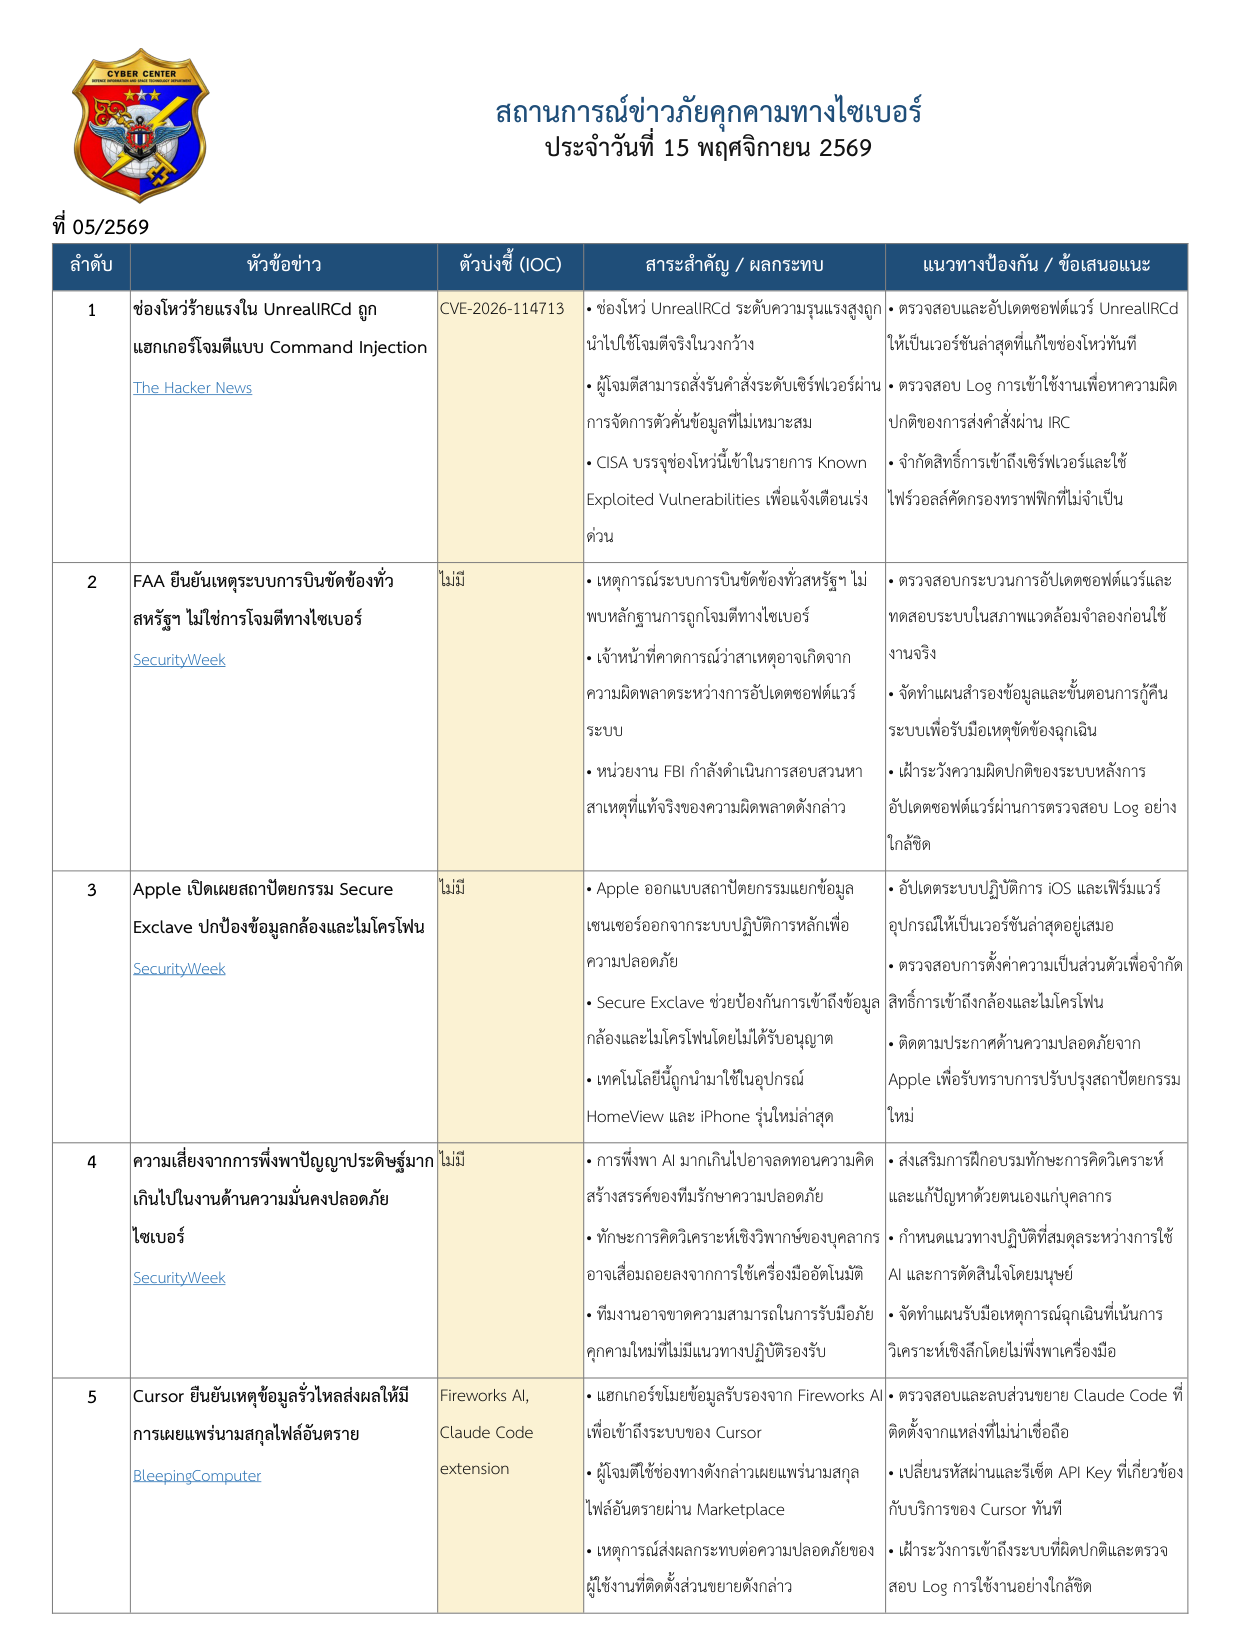 CYBER CENTER
DEFENCE INFORMATION AND SPACE TECHNOLOGY DEPARTMENT
สถานการณ์ข่าวภัยคุกคามทางไซเบอร์
ประจำวันที่ 15 พฤศจิกายน 2569
ที่ 05/2569
ลำดับ หัวข้อข่าว ตัวบ่งชี้ (IOC) สาระสำคัญ / ผลกระทบ แนวทางป้องกัน / ข้อเสนอแนะ
1
ช่องโหว่ร้ายแรงใน UnrealIRCd ถูก
แฮกเกอร์โจมตีแบบ Command Injection
The Hacker News
CVE-2026-114713
• ช่องโหว่ UnrealIRCd ระดับความรุนแรงสูงถูก
นำไปใช้โจมตีจริงในวงกว้าง
• ผู้โจมตีสามารถสั่งรันคำสั่งระดับเซิร์ฟเวอร์ผ่าน
การจัดการตัวคั่นข้อมูลที่ไม่เหมาะสม
• CISA บรรจุช่องโหว่นี้เข้าในรายการ Known
Exploited Vulnerabilities เพื่อแจ้งเตือนเร่ง
ด่วน
• ตรวจสอบและอัปเดตซอฟต์แวร์ UnrealIRCd
ให้เป็นเวอร์ชันล่าสุดที่แก้ไขช่องโหว่ทันที
• ตรวจสอบ Log การเข้าใช้งานเพื่อหาความผิด
ปกติของการส่งคำสั่งผ่าน IRC
• จำกัดสิทธิ์การเข้าถึงเซิร์ฟเวอร์และใช้
ไฟร์วอลล์คัดกรองทราฟฟิกที่ไม่จำเป็น
2
FAA ยืนยันเหตุระบบการบินขัดข้องทั่ว
สหรัฐฯ ไม่ใช่การโจมตีทางไซเบอร์
SecurityWeek
ไม่มี
• เหตุการณ์ระบบการบินขัดข้องทั่วสหรัฐฯ ไม่
พบหลักฐานการถูกโจมตีทางไซเบอร์
• เจ้าหน้าที่คาดการณ์ว่าสาเหตุอาจเกิดจาก
ความผิดพลาดระหว่างการอัปเดตซอฟต์แวร์
ระบบ
• หน่วยงาน FBI กำลังดำเนินการสอบสวนหา
สาเหตุที่แท้จริงของความผิดพลาดดังกล่าว
• ตรวจสอบกระบวนการอัปเดตซอฟต์แวร์และ
ทดสอบระบบในสภาพแวดล้อมจำลองก่อนใช้
งานจริง
• จัดทำแผนสำรองข้อมูลและขั้นตอนการกู้คืน
ระบบเพื่อรับมือเหตุขัดข้องฉุกเฉิน
• เฝ้าระวังความผิดปกติของระบบหลังการ
อัปเดตซอฟต์แวร์ผ่านการตรวจสอบ Log อย่าง
ใกล้ชิด
3
Apple เปิดเผยสถาปัตยกรรม Secure
Exclave ปกป้องข้อมูลกล้องและไมโครโฟน
SecurityWeek
ไม่มี
• Apple ออกแบบสถาปัตยกรรมแยกข้อมูล
เซนเซอร์ออกจากระบบปฏิบัติการหลักเพื่อ
ความปลอดภัย
• Secure Exclave ช่วยป้องกันการเข้าถึงข้อมูล
กล้องและไมโครโฟนโดยไม่ได้รับอนุญาต
• เทคโนโลยีนี้ถูกนำมาใช้ในอุปกรณ์
HomeView และ iPhone รุ่นใหม่ล่าสุด
• อัปเดตระบบปฏิบัติการ iOS และเฟิร์มแวร์
อุปกรณ์ให้เป็นเวอร์ชันล่าสุดอยู่เสมอ
• ตรวจสอบการตั้งค่าความเป็นส่วนตัวเพื่อจำกัด
สิทธิ์การเข้าถึงกล้องและไมโครโฟน
• ติดตามประกาศด้านความปลอดภัยจาก
Apple เพื่อรับทราบการปรับปรุงสถาปัตยกรรม
ใหม่
4
ความเสี่ยงจากการพึ่งพาปัญญาประดิษฐ์มาก
เกินไปในงานด้านความมั่นคงปลอดภัย
ไซเบอร์
SecurityWeek
ไม่มี
• การพึ่งพา AI มากเกินไปอาจลดทอนความคิด
สร้างสรรค์ของทีมรักษาความปลอดภัย
• ทักษะการคิดวิเคราะห์เชิงวิพากษ์ของบุคลากร
อาจเสื่อมถอยลงจากการใช้เครื่องมืออัตโนมัติ
• ทีมงานอาจขาดความสามารถในการรับมือภัย
คุกคามใหม่ที่ไม่มีแนวทางปฏิบัติรองรับ
• ส่งเสริมการฝึกอบรมทักษะการคิดวิเคราะห์
และแก้ปัญหาด้วยตนเองแก่บุคลากร
• กำหนดแนวทางปฏิบัติที่สมดุลระหว่างการใช้
AI และการตัดสินใจโดยมนุษย์
• จัดทำแผนรับมือเหตุการณ์ฉุกเฉินที่เน้นการ
วิเคราะห์เชิงลึกโดยไม่พึ่งพาเครื่องมือ
5
Cursor ยืนยันเหตุข้อมูลรั่วไหลส่งผลให้มี
การเผยแพร่นามสกุลไฟล์อันตราย
BleepingComputer
Fireworks AI,
Claude Code
extension
• แฮกเกอร์ขโมยข้อมูลรับรองจาก Fireworks AI
เพื่อเข้าถึงระบบของ Cursor
• ผู้โจมตีใช้ช่องทางดังกล่าวเผยแพร่นามสกุล
ไฟล์อันตรายผ่าน Marketplace
• เหตุการณ์ส่งผลกระทบต่อความปลอดภัยของ
ผู้ใช้งานที่ติดตั้งส่วนขยายดังกล่าว
• ตรวจสอบและลบส่วนขยาย Claude Code ที่
ติดตั้งจากแหล่งที่ไม่น่าเชื่อถือ
• เปลี่ยนรหัสผ่านและรีเซ็ต API Key ที่เกี่ยวข้อง
กับบริการของ Cursor ทันที
• เฝ้าระวังการเข้าถึงระบบที่ผิดปกติและตรวจ
สอบ Log การใช้งานอย่างใกล้ชิด